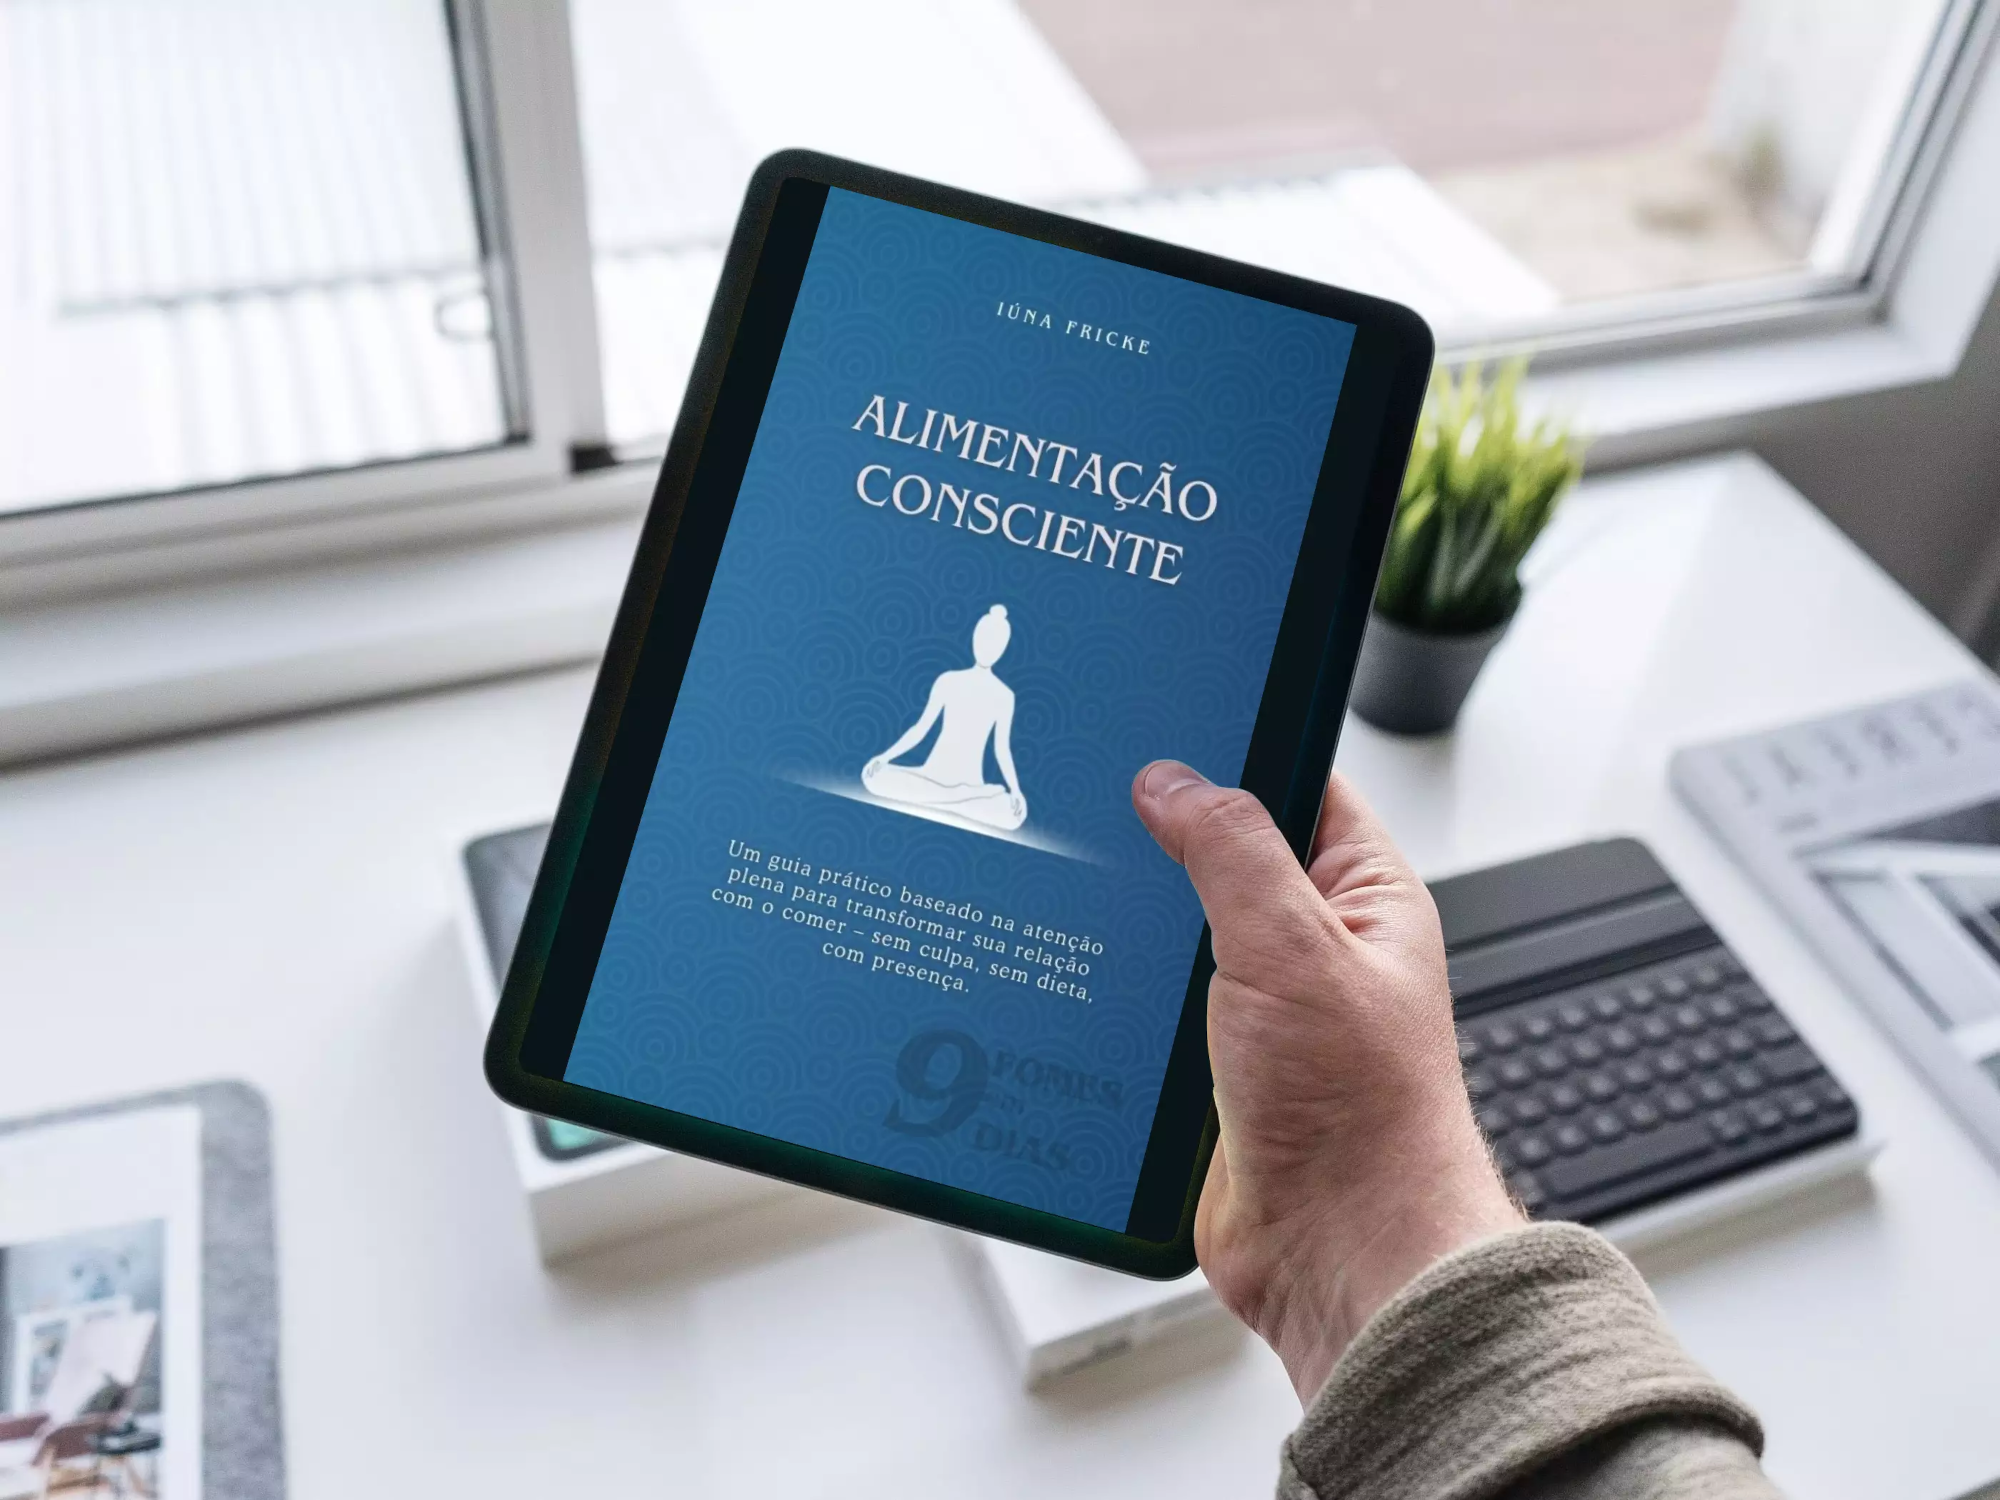 IÚNA FRICKE
ALIMENTAÇÃO
CONSCIENTE
Um guia prático baseado na atenção
plena para transformar sua relação
com o comer – sem culpa, sem dieta,
com presença.
9 FOMES
em
DIAS